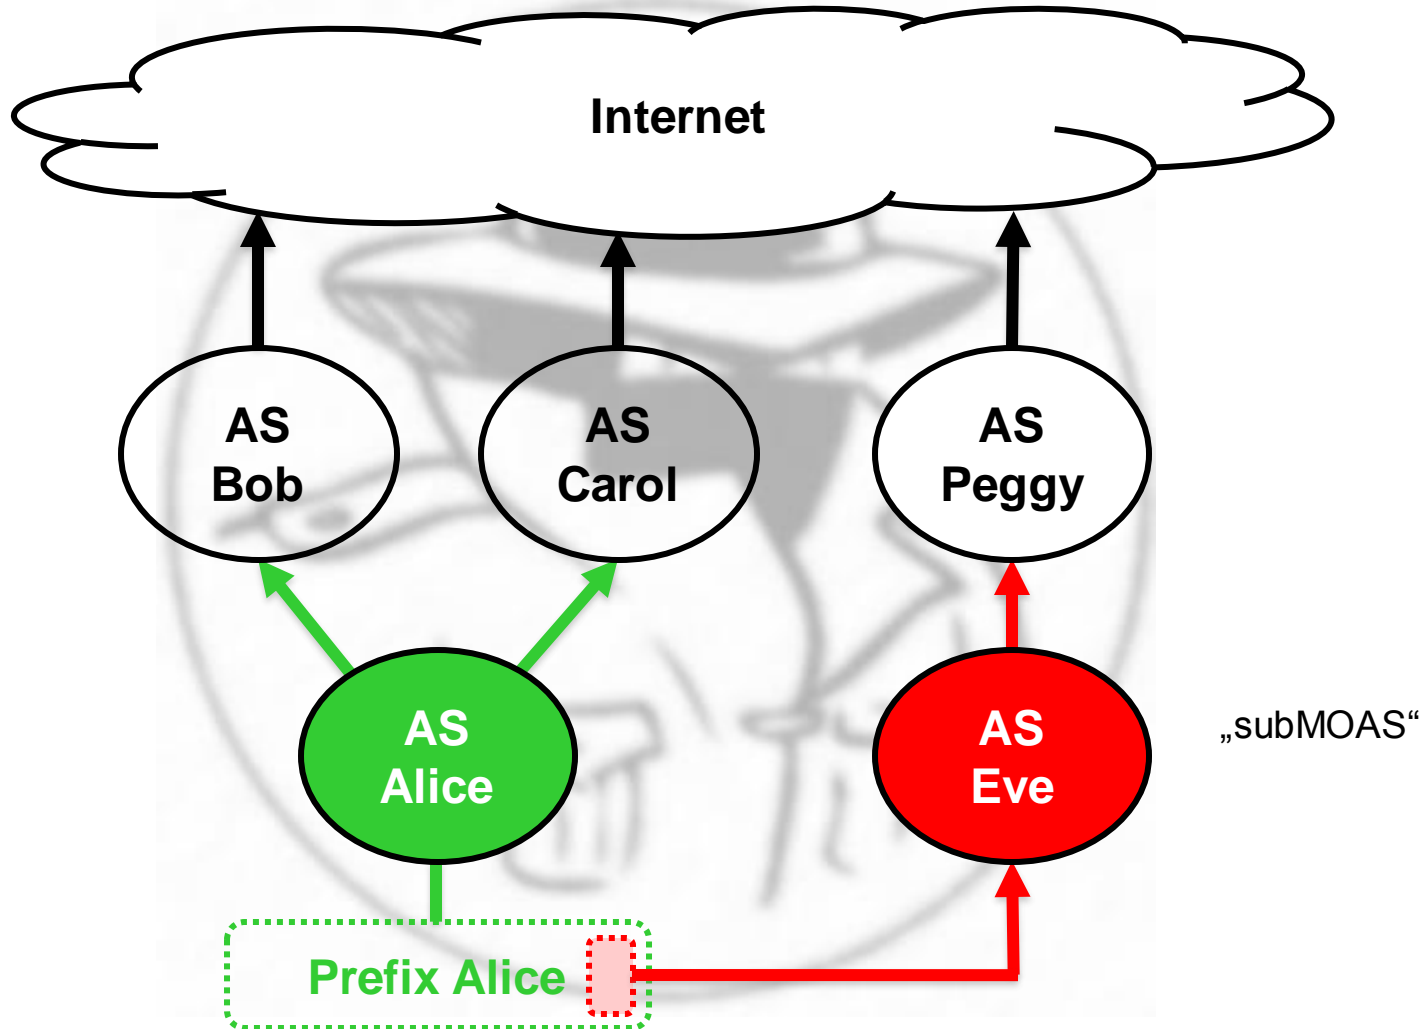 Internet
AS
Bob
AS
Carol
AS
Peggy
AS
Alice
AS
Eve
„subMOAS“
Prefix Alice